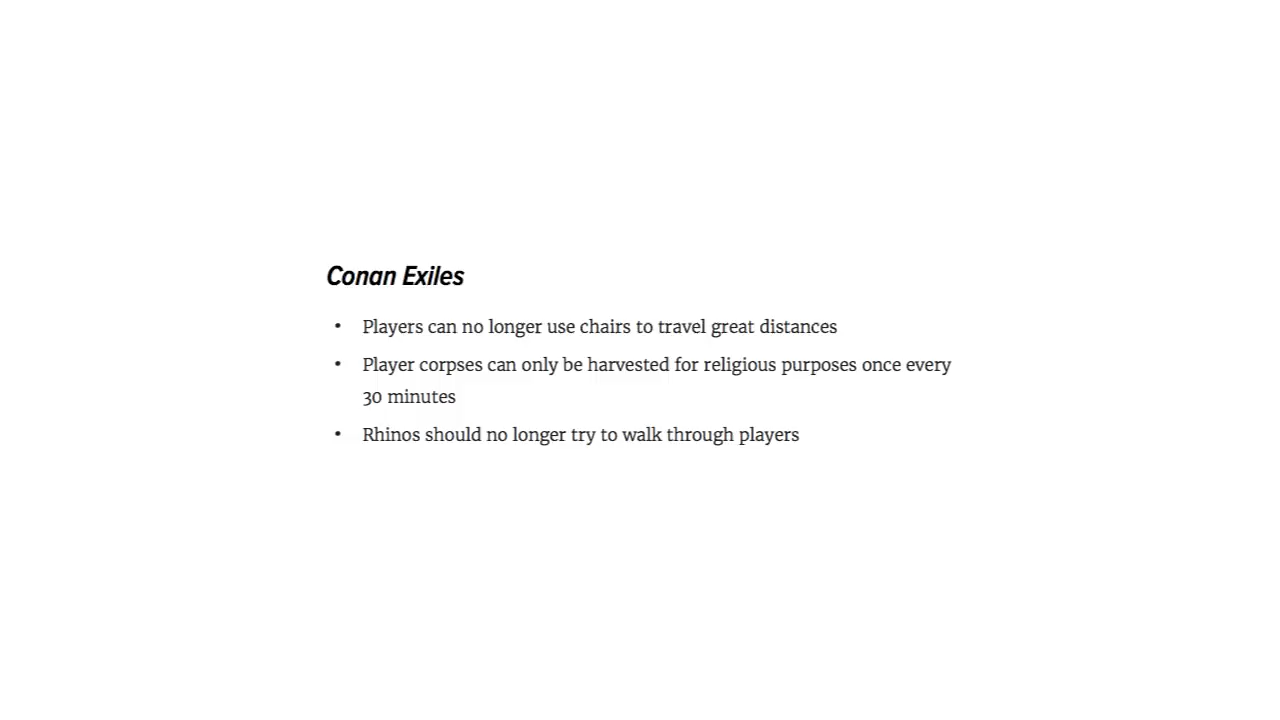 Conan Exiles
• Players can no longer use chairs to travel great distances
• Player corpses can only be harvested for religious purposes once every
30 minutes
• Rhinos should no longer try to walk through players